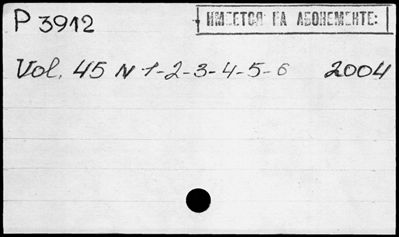 P 3912
ИМЕЕТСЯ НА АБОНЕМЕНТЕ:
Vol. 45 N 1-2-3-4-5-6 2004